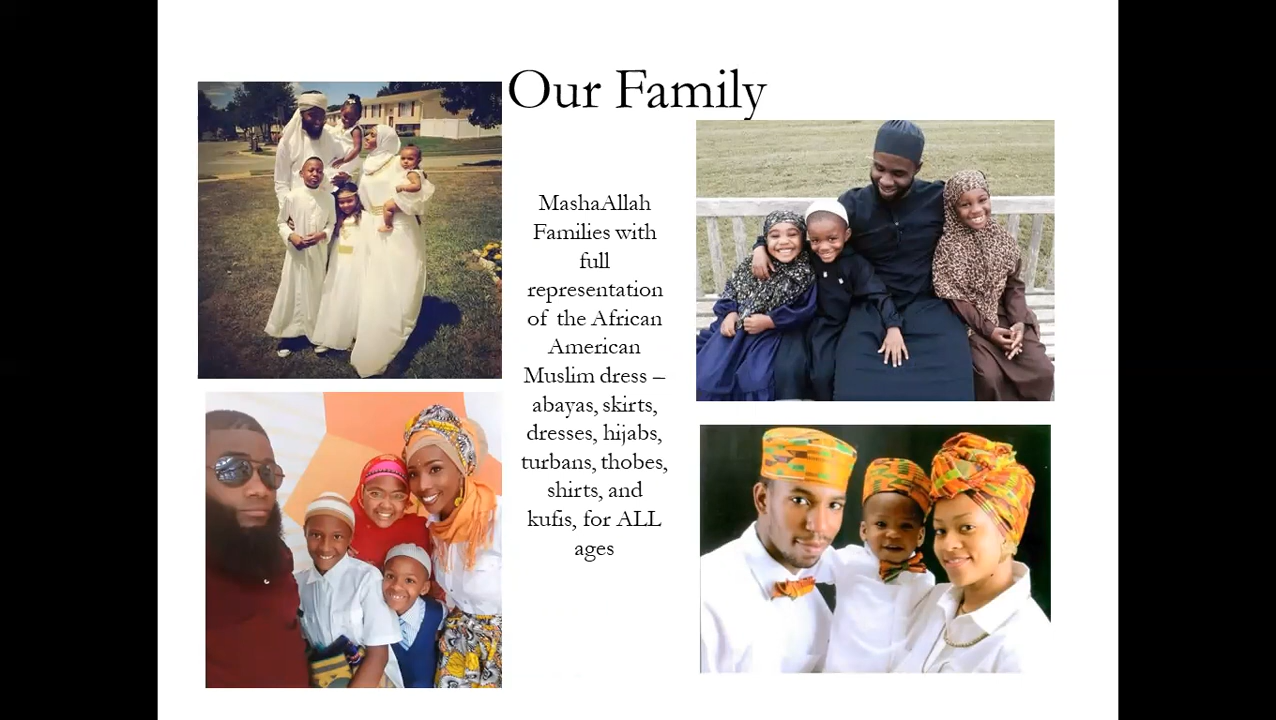 Our Family
MashaAllah
Families with
full
representation
of the African
American
Muslim dress –
abayas, skirts,
dresses, hijabs,
turbans, thobes,
shirts, and
kufis, for ALL
ages